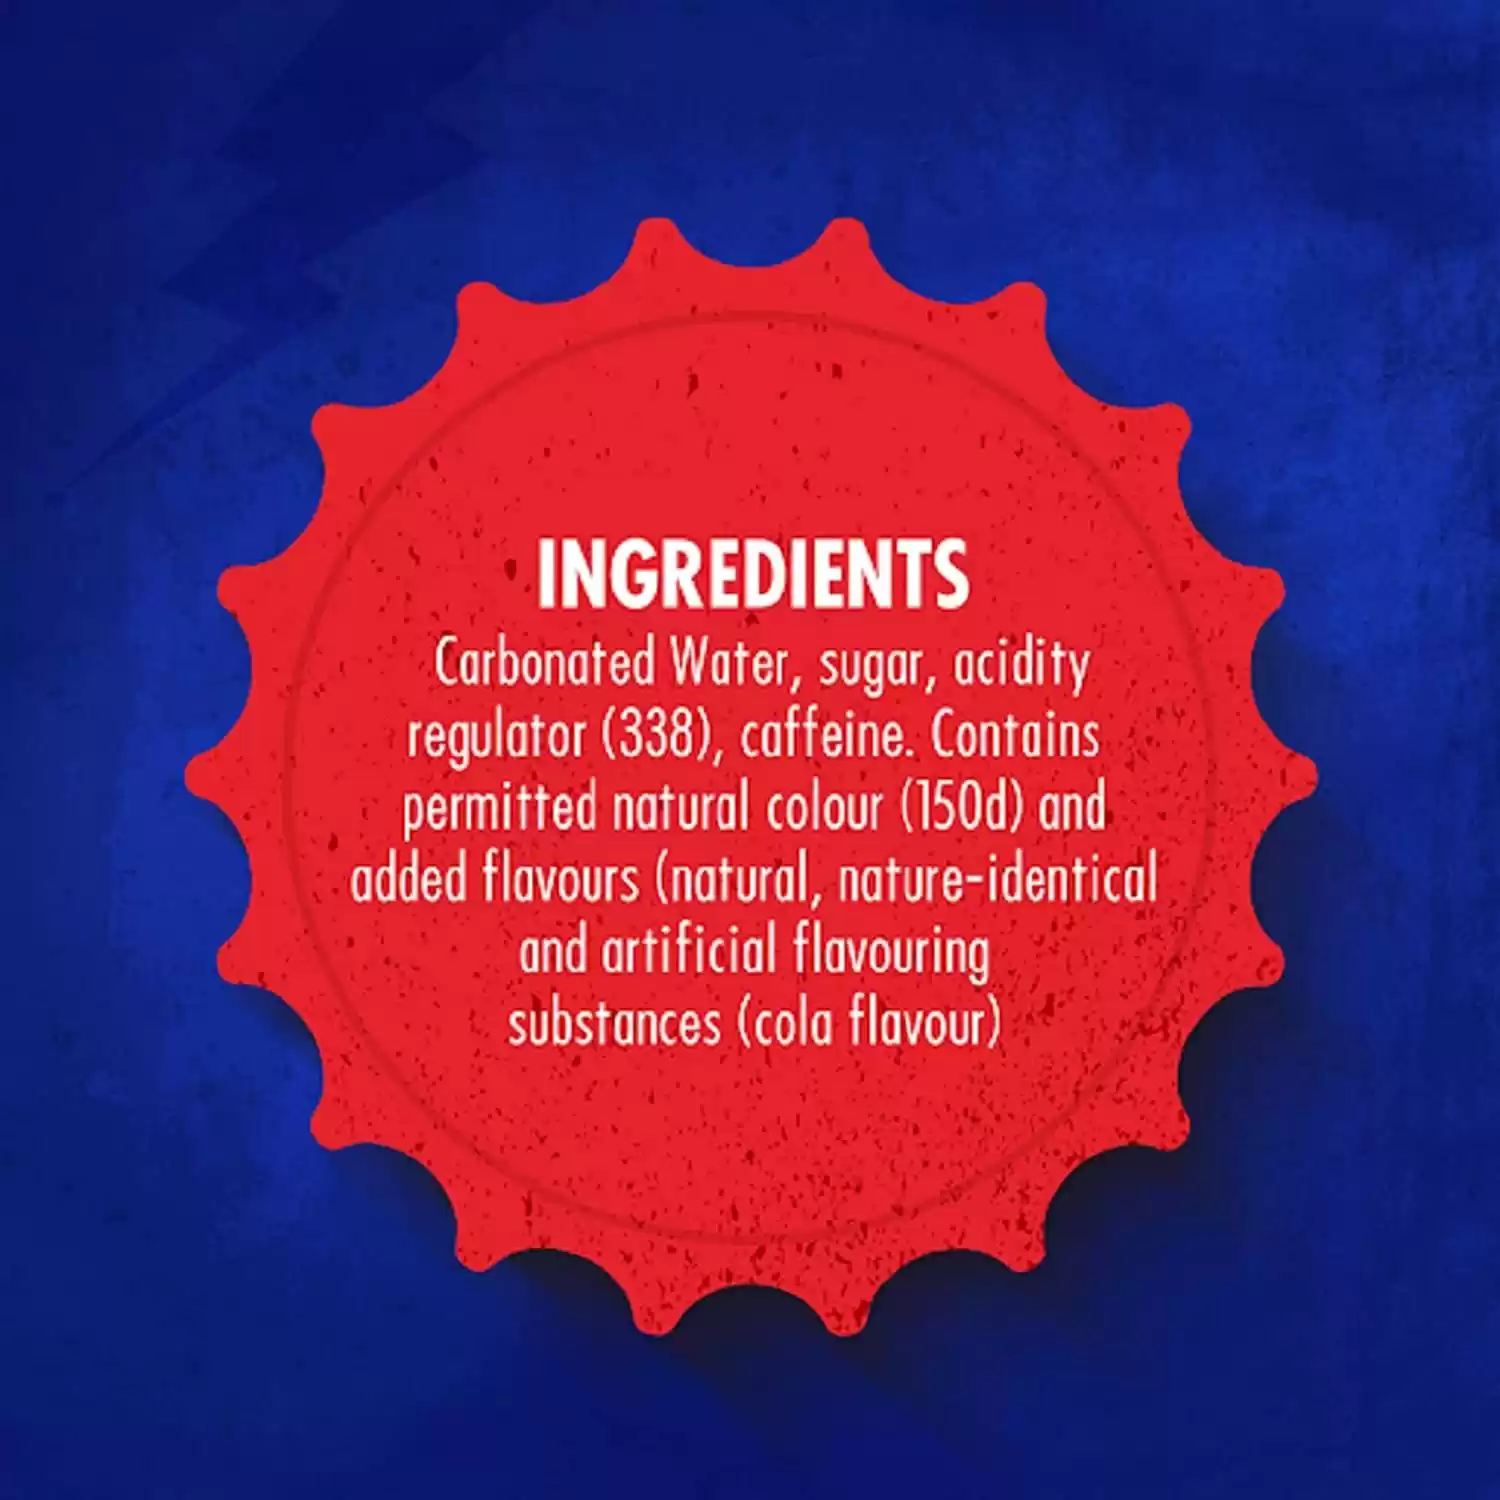 INGREDIENTS
Carbonated Water, sugar, acidity
regulator (338), caffeine. Contains
permitted natural colour (150d) and
added flavours (natural, nature-identical
and artificial flavouring
substances (cola flavour)